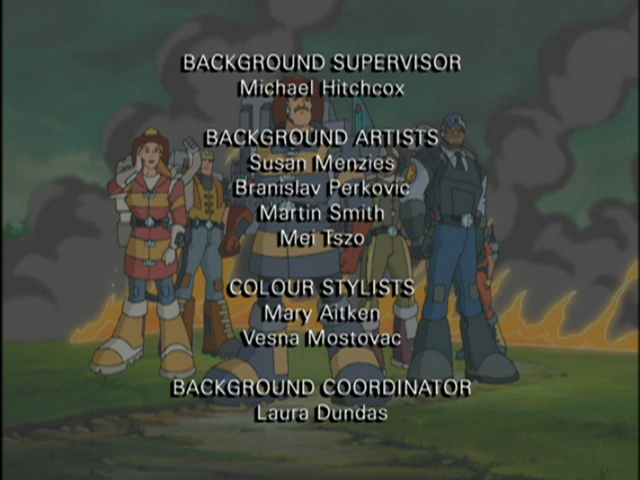 BACKGROUND SUPERVISOR
Michael Hitchcox
BACKGROUND ARTISTS
Susan Menzies
Branislav Perkovic
Martin Smith
Mei Tszo
COLOUR STYLISTS
Mary Aitken
Vesna Mostovac
BACKGROUND COORDINATOR
Laura Dundas